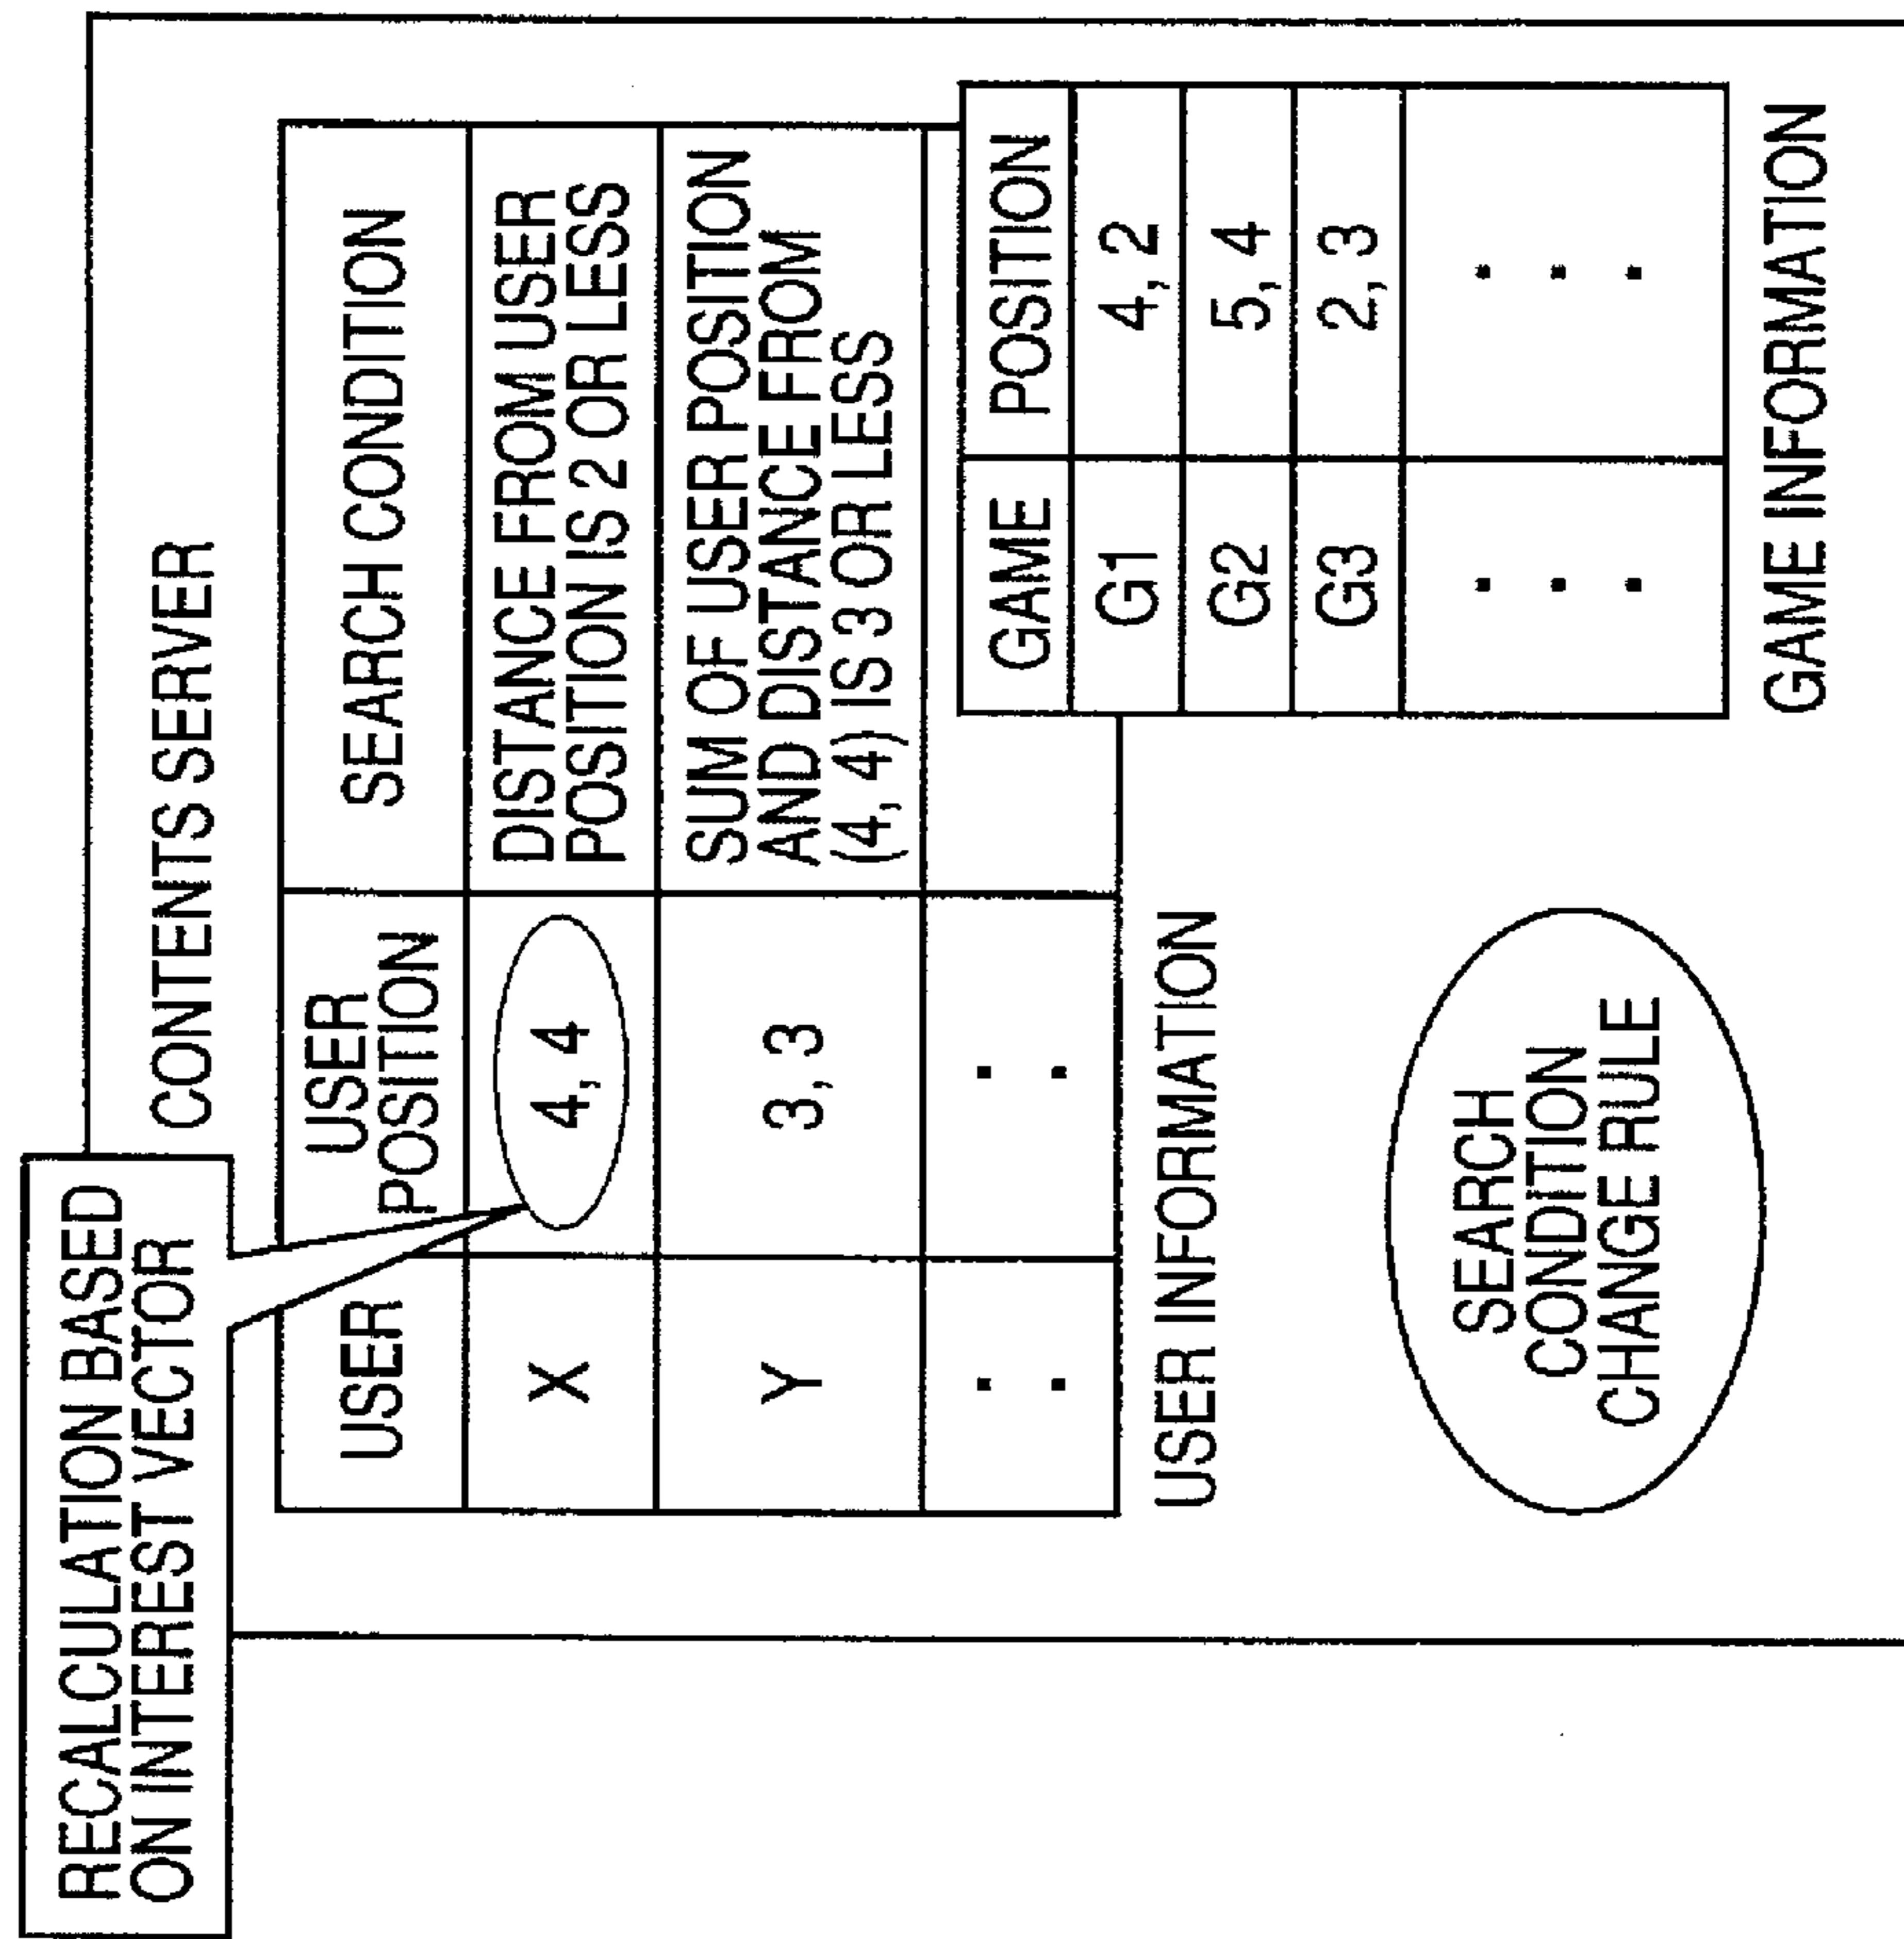 RECALCULATION BASED
ON INTEREST VECTOR
CONTENTS SERVER
USER
USER
POSITION
SEARCH CONDITION
X
4, 4
DISTANCE FROM USER
POSITION IS 2 OR LESS
Y
3, 3
SUM OF USER POSITION
AND DISTANCE FROM
(4, 4) IS 3 OR LESS
USER INFORMATION
GAME
POSITION
G1
4, 2
G2
5, 4
G3
2, 3
GAME INFORMATION
SEARCH
CONDITION
CHANGE RULE